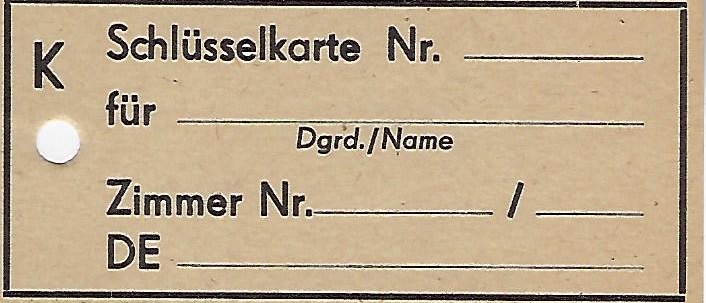 K
Schlüsselkarte Nr.
für
Dgrd./Name
Zimmer Nr. /
DE